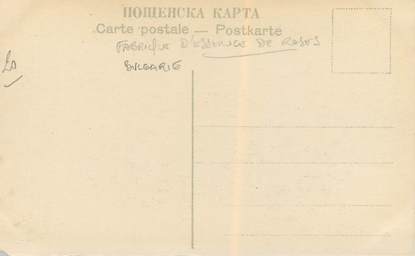 ПОЩЕНСКА КАРТА
Carte postale — Postkarte
FABRIQUE D'ESSENCE DE ROSES
BULGARIE